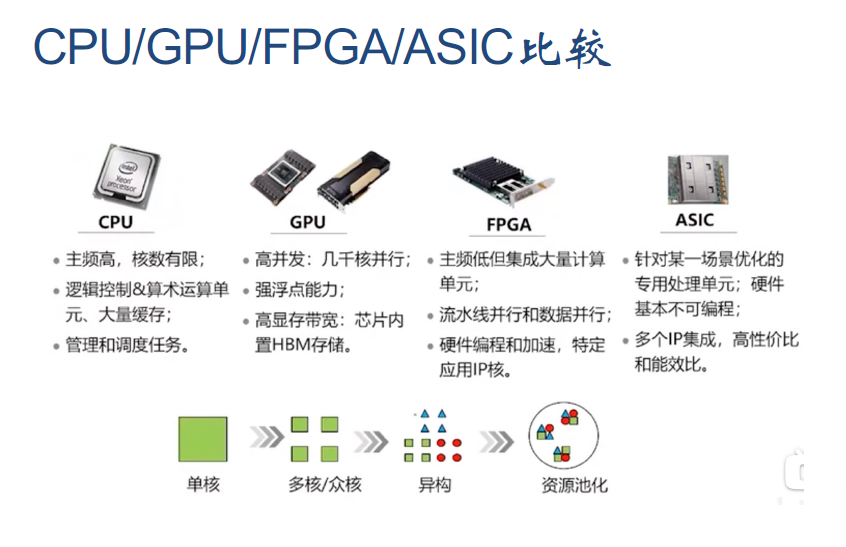 CPU/GPU/FPGA/ASIC比较
intel
Xeon
processor
CPU
主频高，核数有限；
逻辑控制&算术运算单
元、大量缓存；
管理和调度任务。
GPU
高并发：几千核并行；
强浮点能力；
高显存带宽：芯片内
置HBM存储。
FPGA
主频低但集成大量计算
单元；
流水线并行和数据并行；
硬件编程和加速，特定
应用IP核。
ASIC
针对某一场景优化的
专用处理单元；硬件
基本不可编程；
多个IP集成，高性价比
和能效比。
单核
多核/众核
异构
资源池化